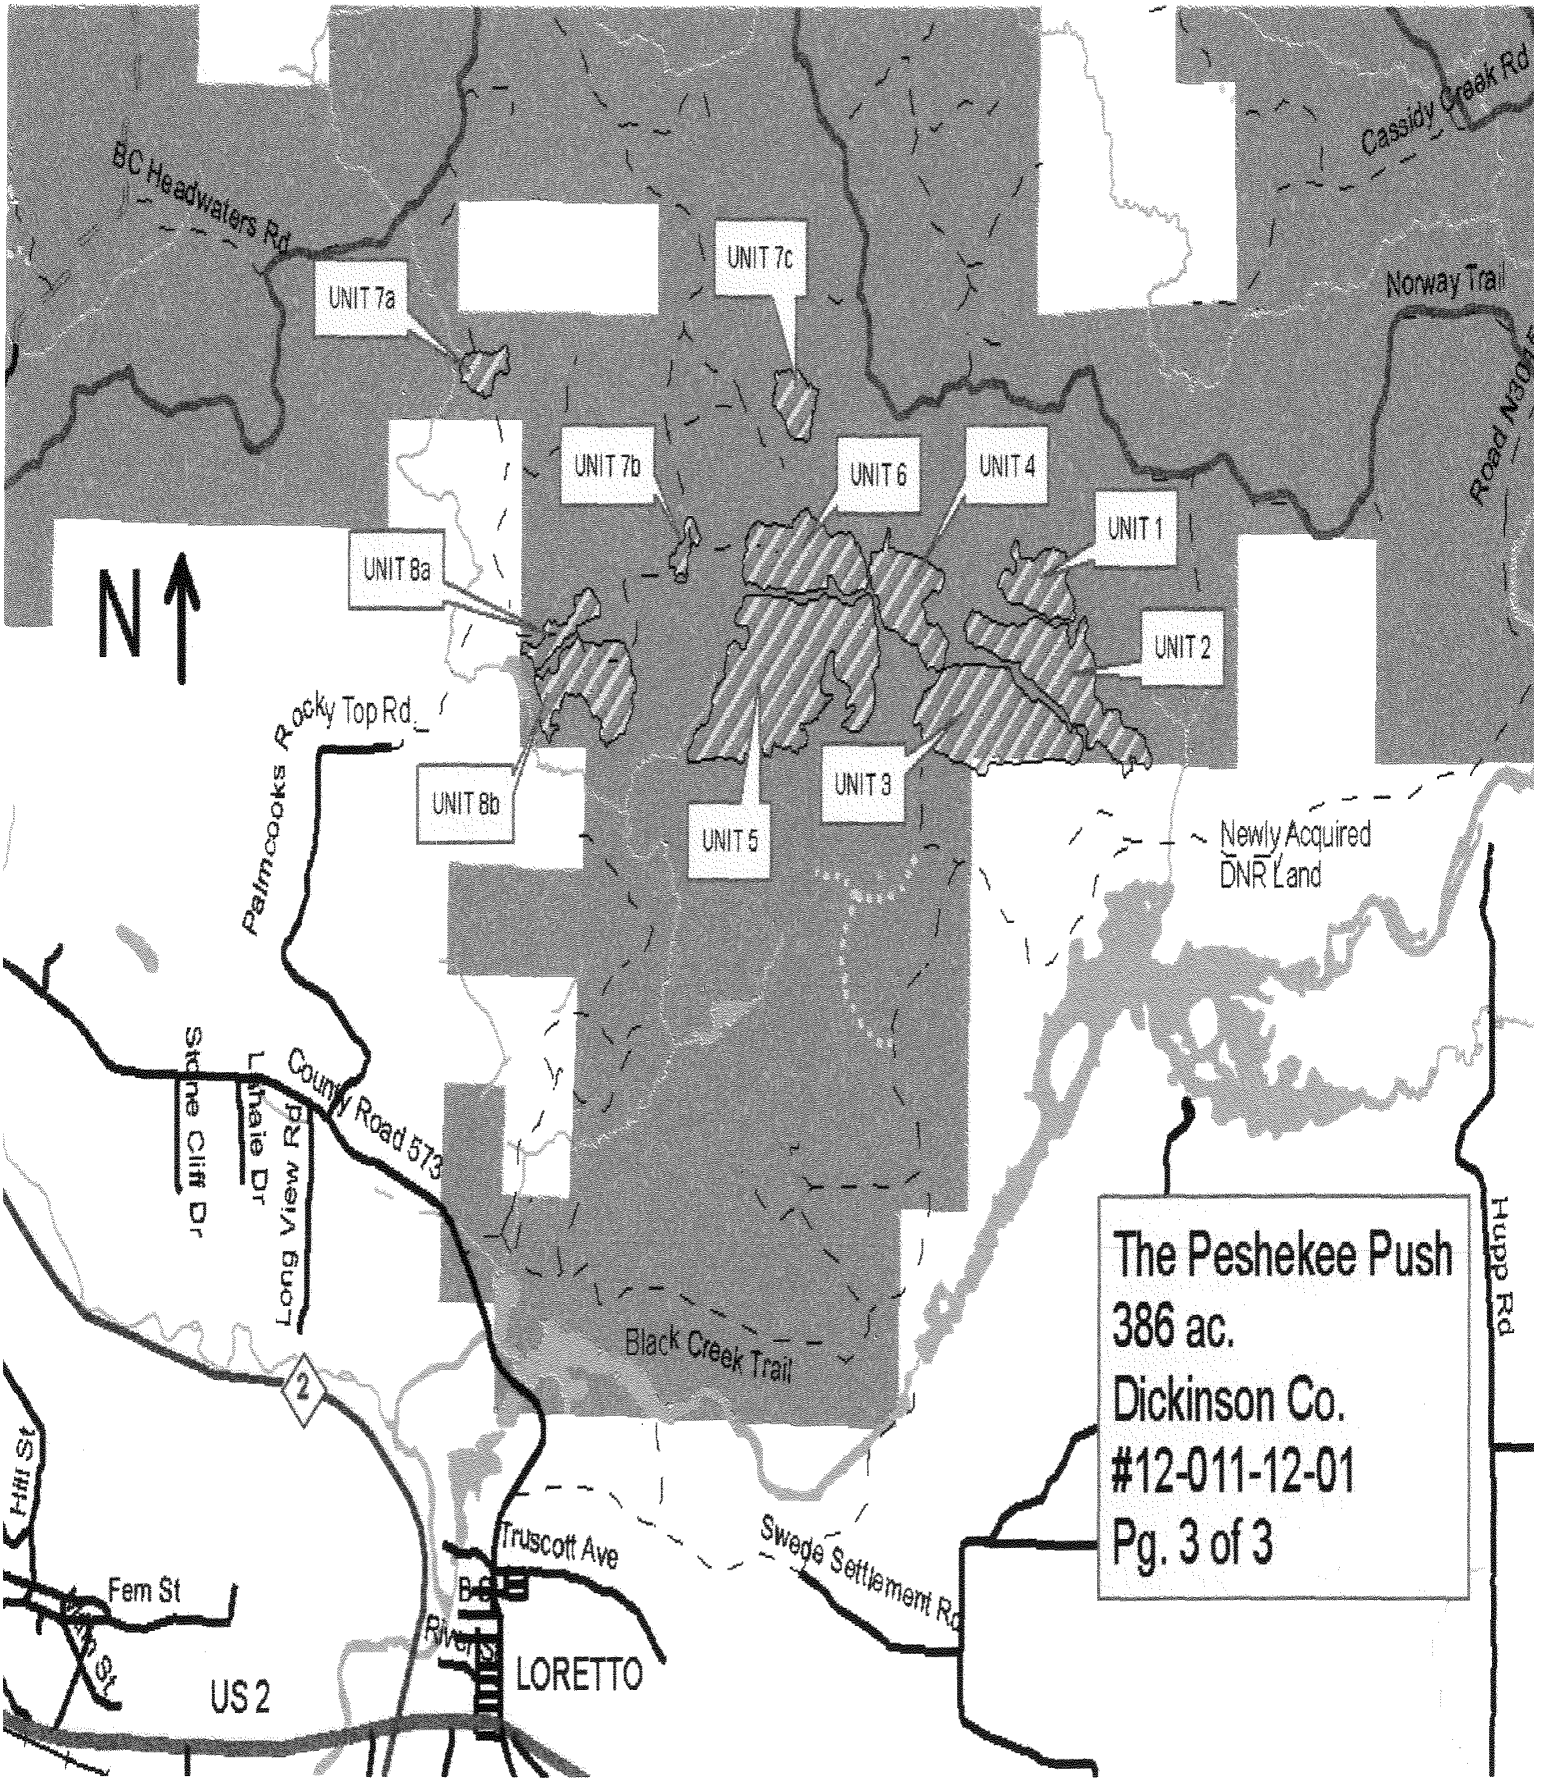 Cassidy Creek Rd
BC Headwaters Rd
UNIT 7c
UNIT 7a
Norway Trail
UNIT 7b
UNIT 6
UNIT 4
UNIT 1
UNIT 8a
N
UNIT 2
Rocky Top Rd.
UNIT 8b
UNIT 3
UNIT 5
Palmcooks
Newly Acquired
DNR Land
Stone Cliff Dr
Lahaie Dr
Long View Rd
County Road 573
The Peshekee Push
386 ac.
Dickinson Co.
#12-011-12-01
Pg. 3 of 3
Hupp Rd
Black Creek Trail
2
Hill St
Truscott Ave
Swede Settlement Rd
Fern St
LORETTO
US 2